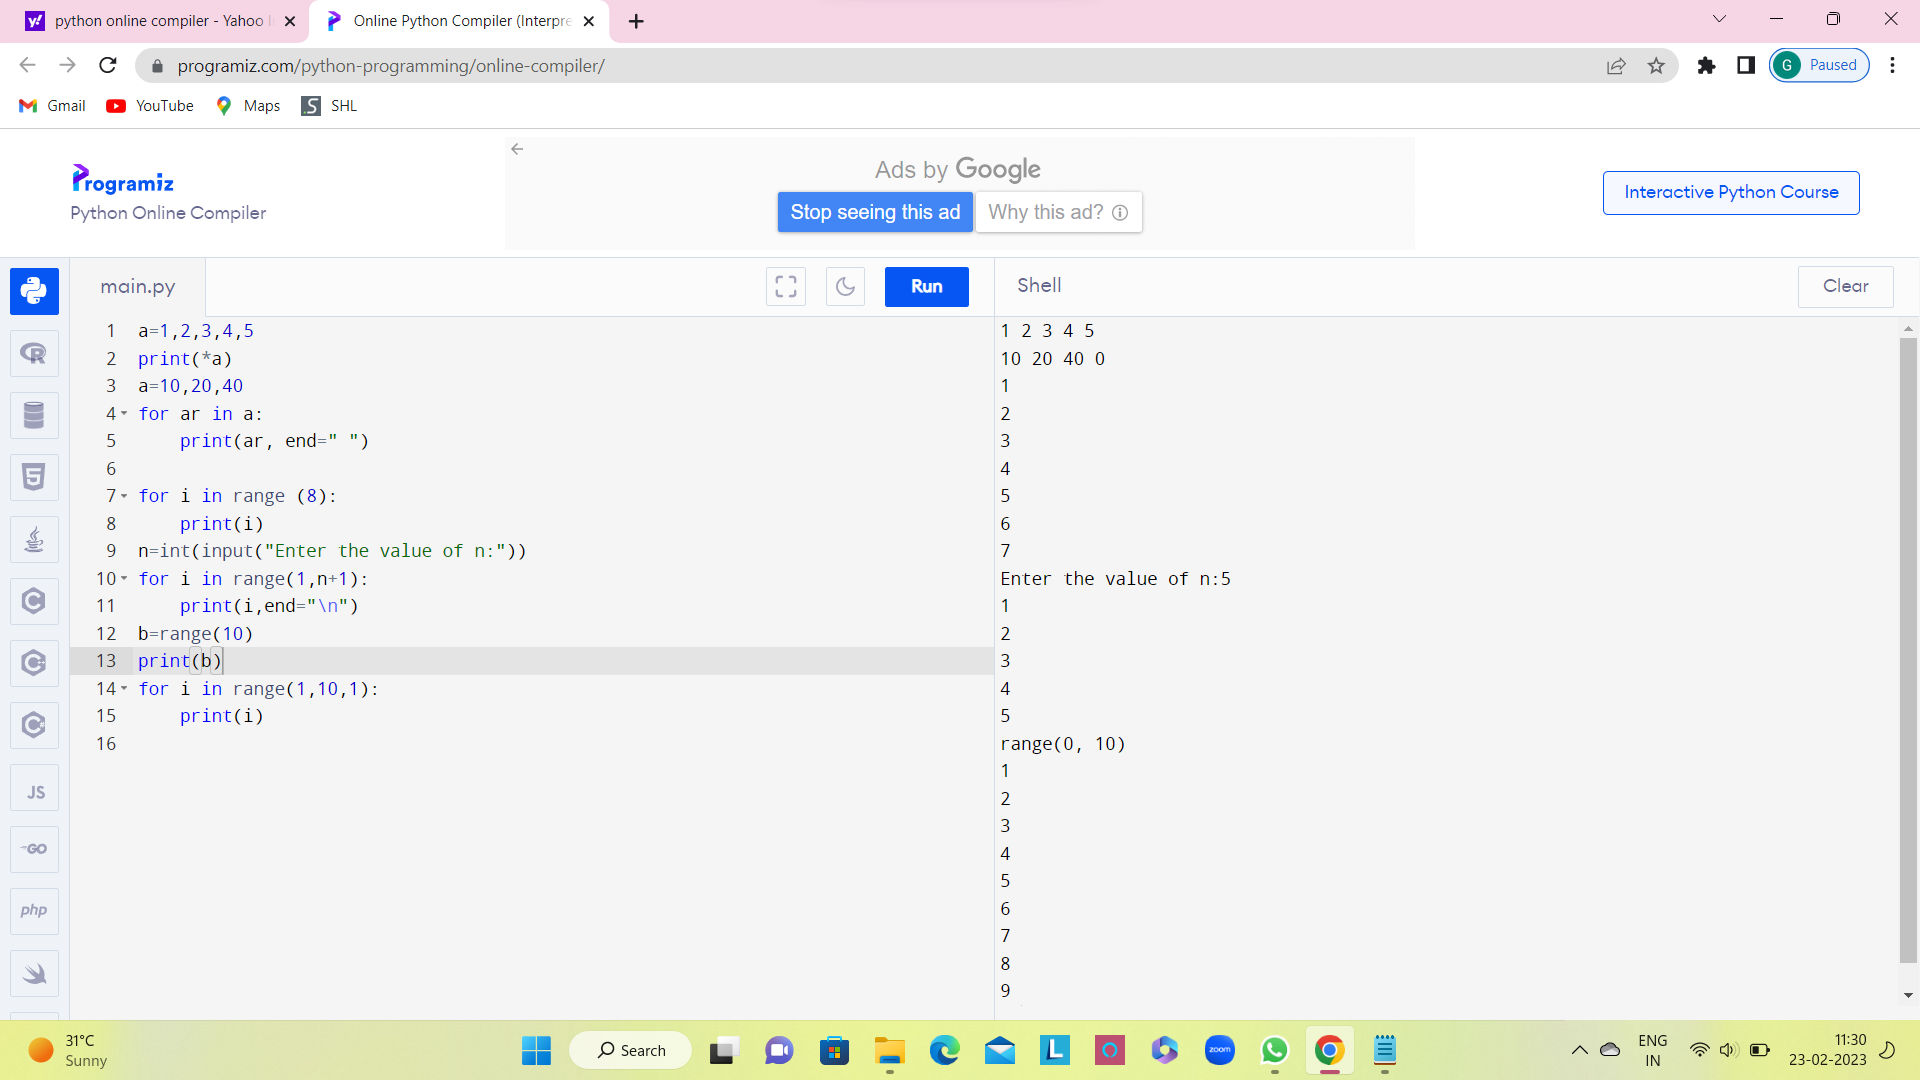 python online compiler - Yahoo
Online Python Compiler (Interpre
programiz.com/python-programming/online-compiler/
G Paused
Gmail YouTube Maps SHL
Programiz
Python Online Compiler
Ads by Google
Stop seeing this ad Why this ad?
Interactive Python Course
main.py
Run
Shell
Clear
1 a=1,2,3,4,5
2 print(*a)
3 a=10,20,40
4 for ar in a:
5     print(ar, end=" ")
6
7 for i in range (8):
8     print(i)
9 n=int(input("Enter the value of n:"))
10 for i in range(1,n+1):
11     print(i,end="\n")
12 b=range(10)
13 print(b)
14 for i in range(1,10,1):
15     print(i)
16
1 2 3 4 5
10 20 40 0
1
2
3
4
5
6
7
Enter the value of n:5
1
2
3
4
5
range(0, 10)
1
2
3
4
5
6
7
8
9
R
5
C
C
C
JS
GO
php
31°C
Sunny
Search
L
zoom
ENG
IN
11:30
23-02-2023